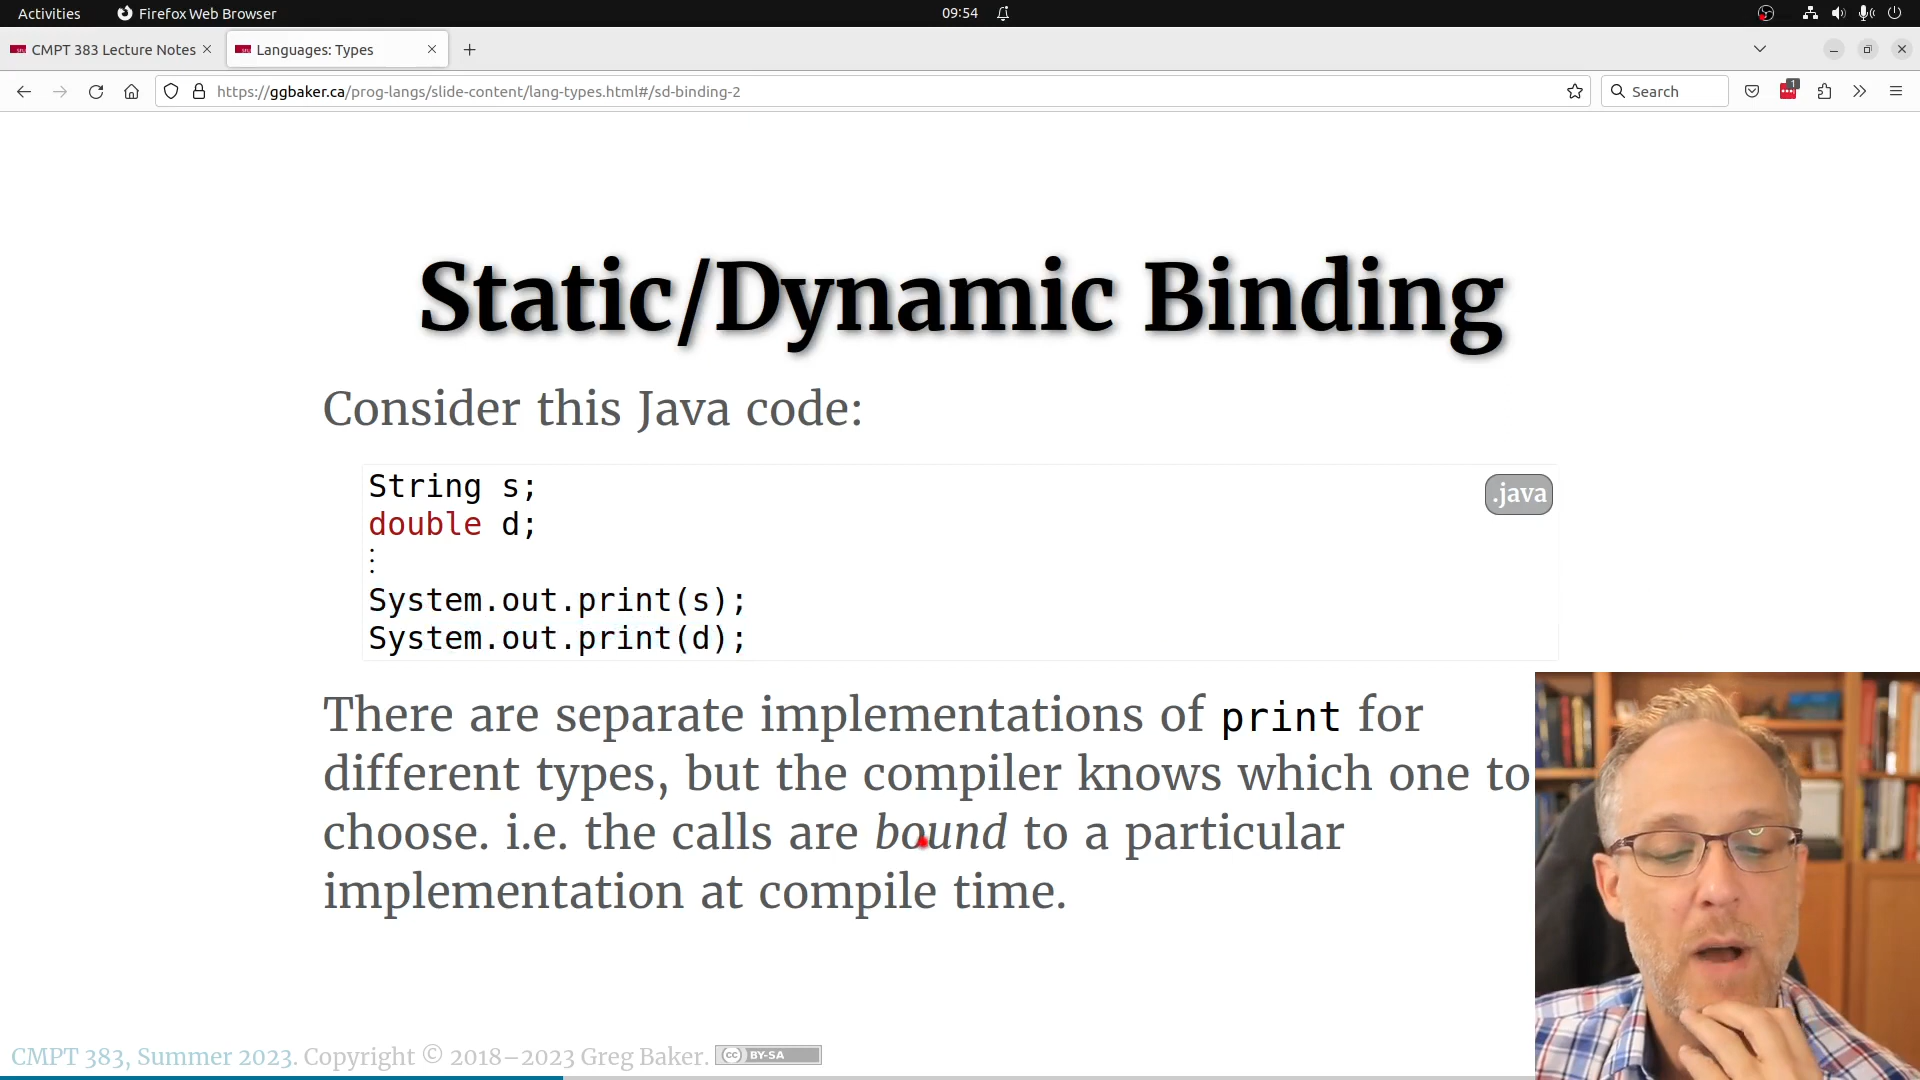 Activities Firefox Web Browser 09:54
CMPT 383 Lecture Notes Languages: Types
https://ggbaker.ca/prog-langs/slide-content/lang-types.html#/sd-binding-2 Search 1
Static/Dynamic Binding
Consider this Java code:
String s; .java
double d;
⋮
System.out.print(s);
System.out.print(d);
There are separate implementations of print for
different types, but the compiler knows which one to
choose. i.e. the calls are bound to a particular
implementation at compile time.
CMPT 383, Summer 2023. Copyright © 2018–2023 Greg Baker. cc BY-SA